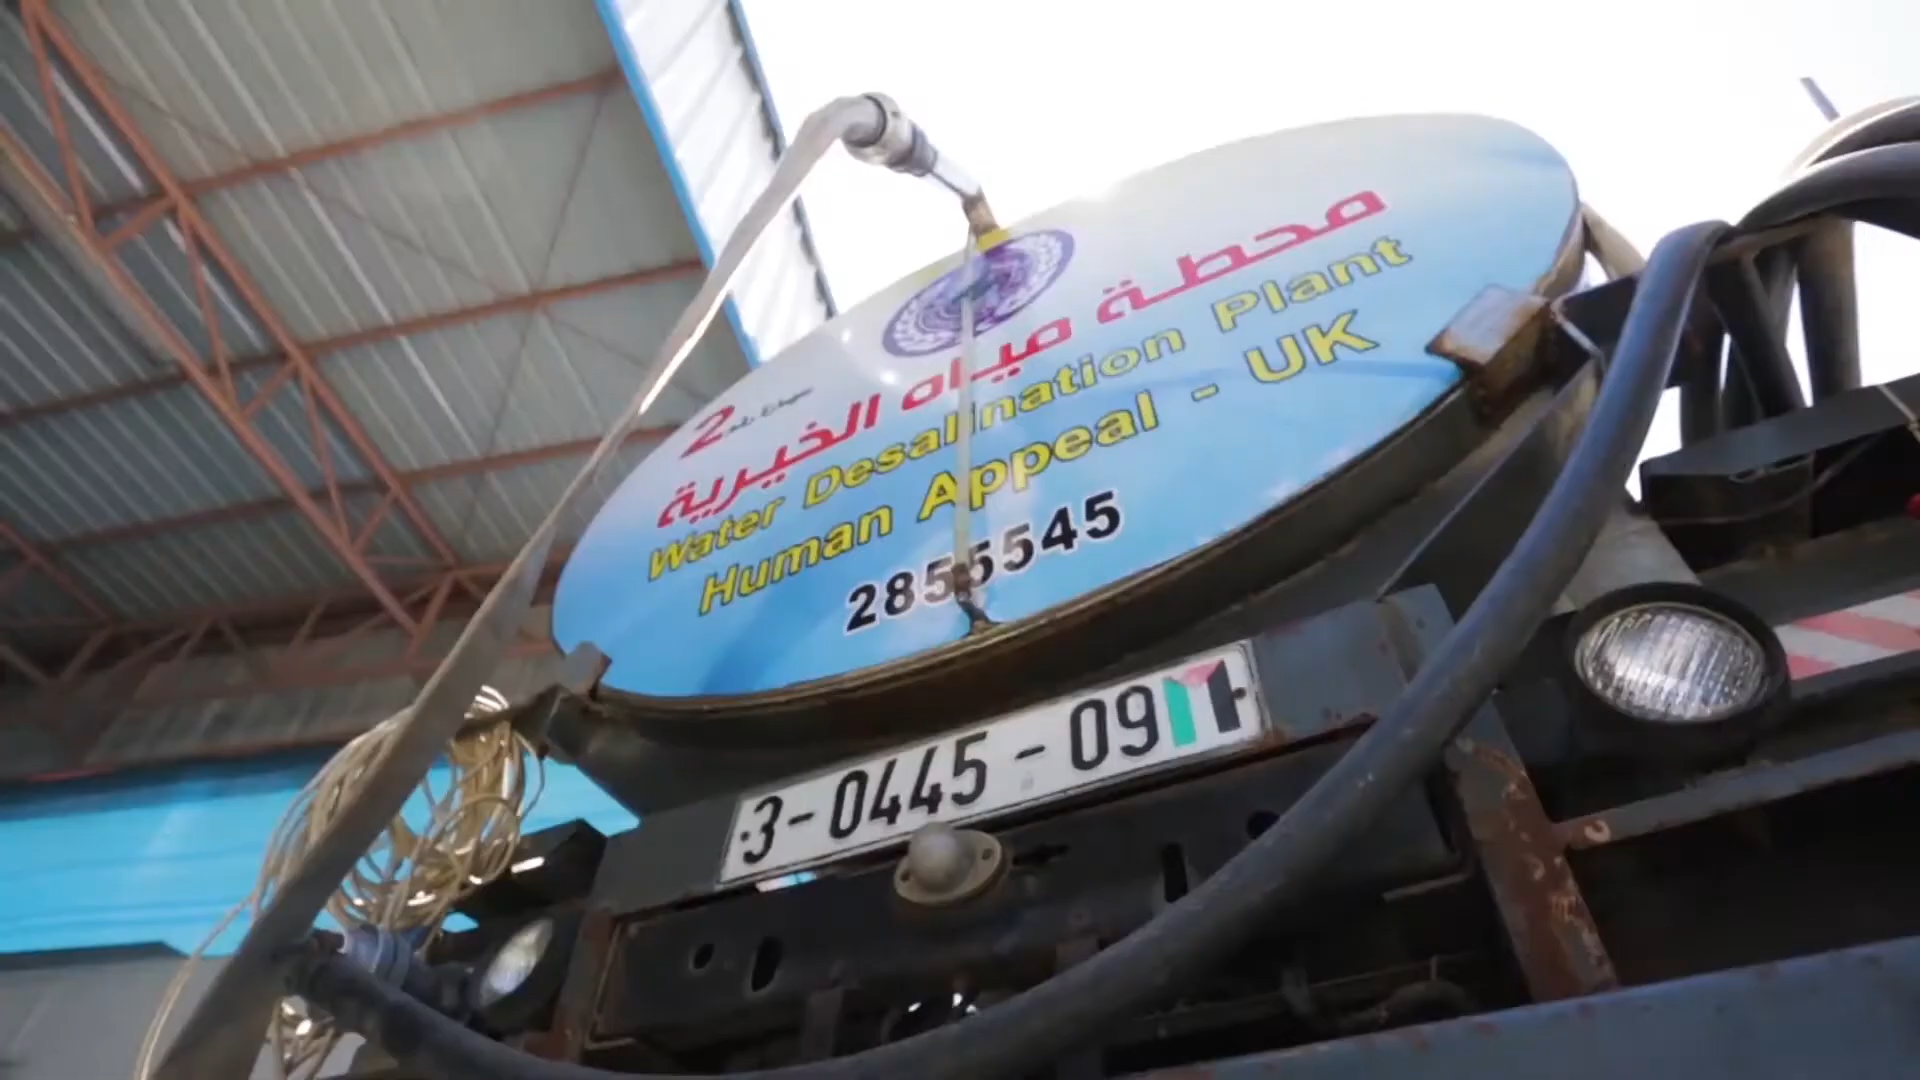 2
محطة مياه الخيرية
Water Desalination Plant
Human Appeal - UK
2855545
3-0445-09